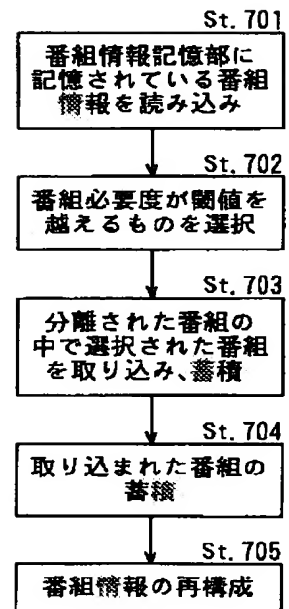 St. 701
番組情報記憶部に
記憶されている番組
情報を読み込み
St. 702
番組必要度が閾値を
越えるものを選択
St. 703
分離された番組の
中で選択された番組
を取り込み、蓄積
St. 704
取り込まれた番組の
蓄積
St. 705
番組情報の再構成